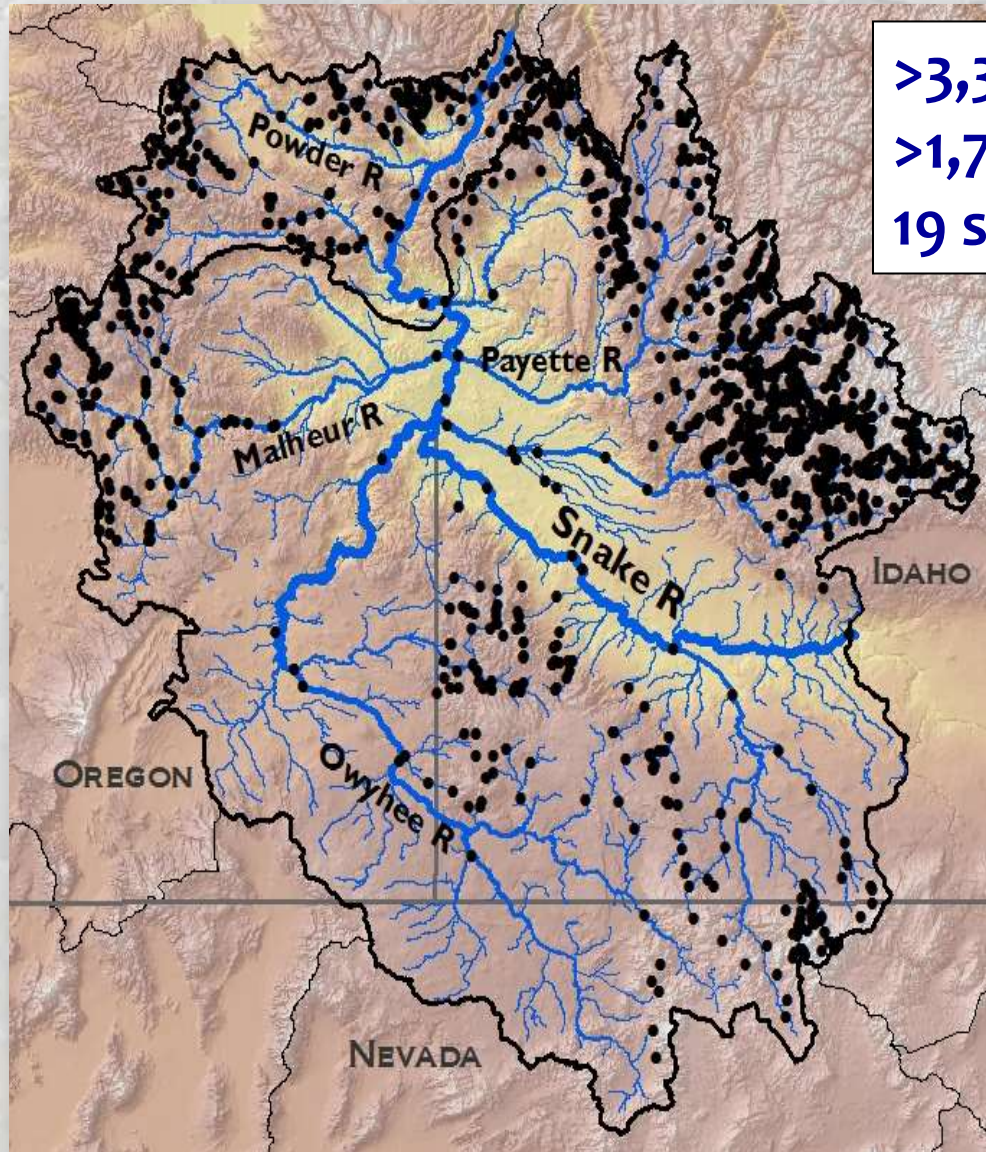 >3,3
>1,7
19 s
Powder R
Payette R
Malheur R
Snake R
IDAHO
OREGON
Owyhee R
NEVADA